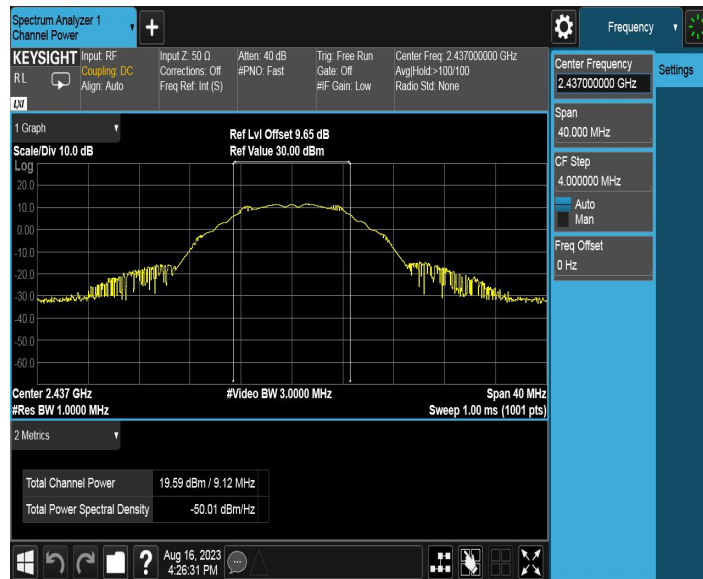 Spectrum Analyzer 1
Channel Power
+
Frequency
KEYSIGHT
RL
LXI
Input: RF
Coupling: DC
Align: Auto
Input Z: 50 Ω
Corrections: Off
Freq Ref: Int (S)
Atten: 40 dB
#PNO: Fast
Trig: Free Run
Gate: Off
#IF Gain: Low
Center Freq: 2.437000000 GHz
Avg|Hold:>100/100
Radio Std: None
Center Frequency
2.437000000 GHz
Settings
Span
40.000 MHz
CF Step
4.000000 MHz
Auto
Man
Freq Offset
0 Hz
1 Graph
Scale/Div 10.0 dB
Ref Lvl Offset 9.65 dB
Ref Value 30.00 dBm
Log
20.0
10.0
0.00
-10.0
-20.0
-30.0
-40.0
-50.0
-60.0
Center 2.437 GHz
#Video BW 3.0000 MHz
Span 40 MHz
#Res BW 1.0000 MHz
Sweep 1.00 ms (1001 pts)
2 Metrics
Total Channel Power 19.59 dBm / 9.12 MHz
Total Power Spectral Density -50.01 dBm/Hz
?
Aug 16, 2023
4:26:31 PM